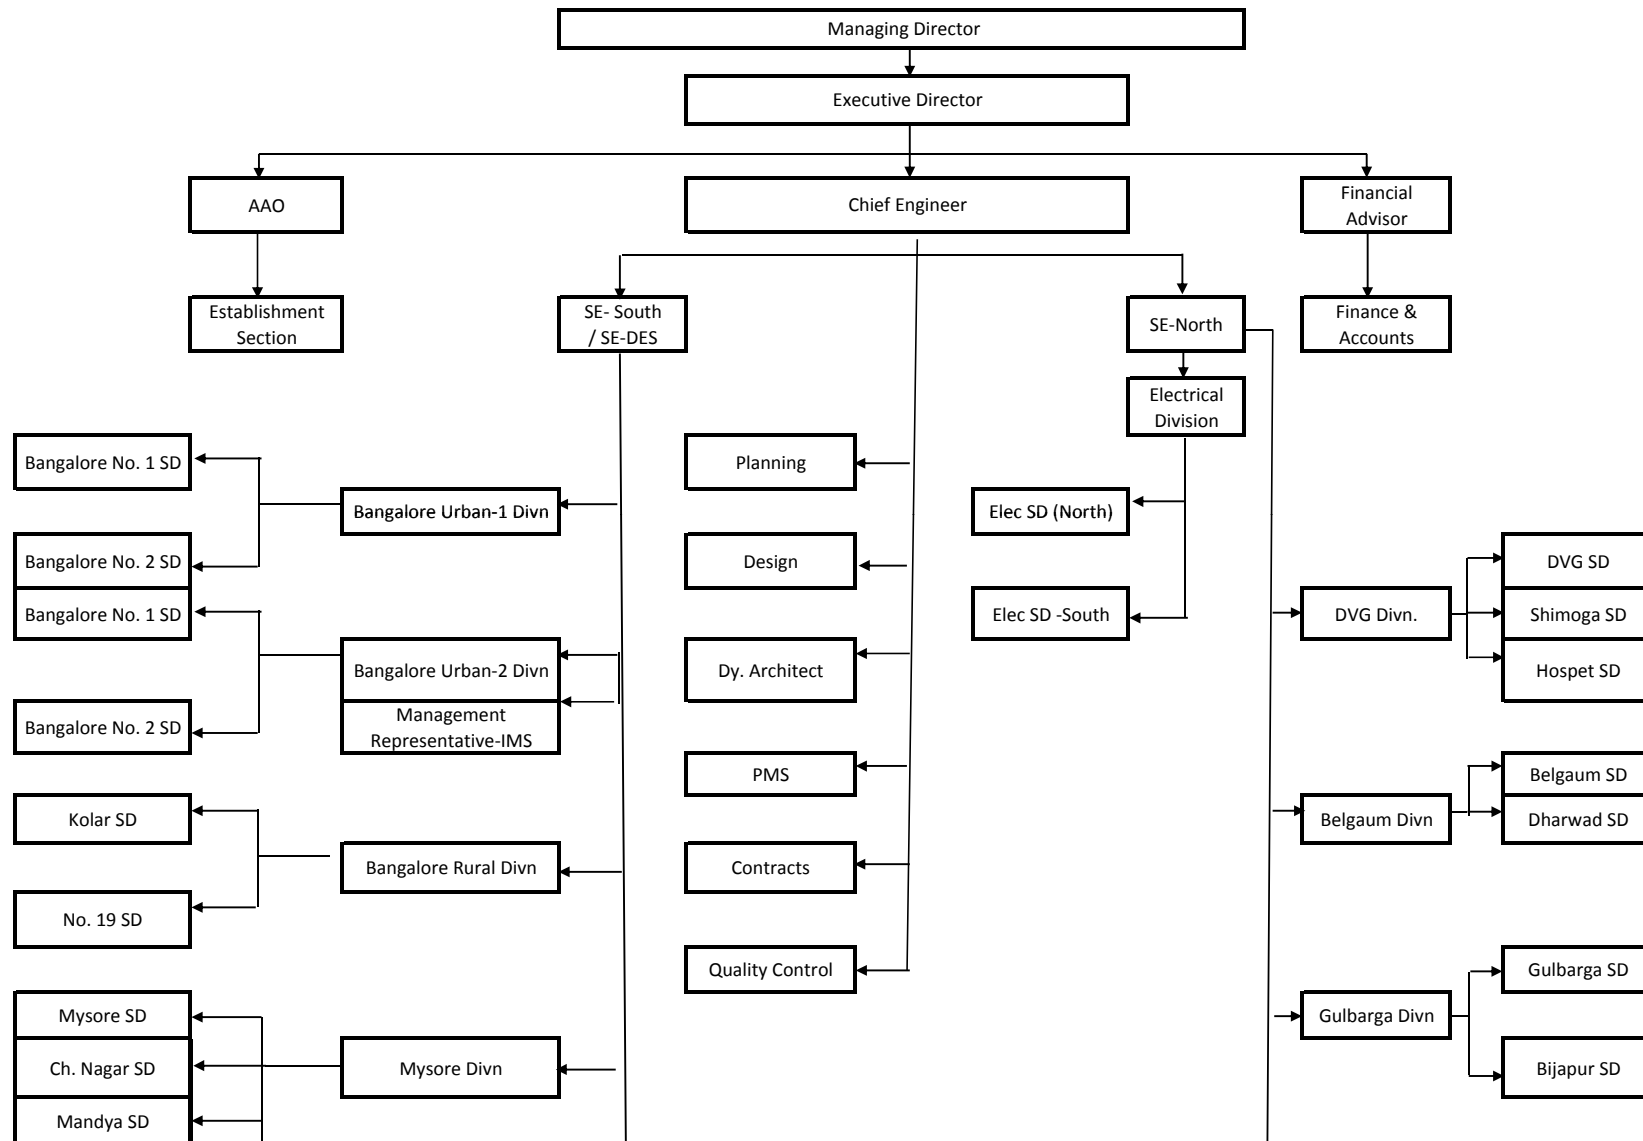 Managing Director
Executive Director
AAO
Chief Engineer
Financial
Advisor
Establishment
Section
SE- South
/ SE-DES
SE-North
Finance &
Accounts
Electrical
Division
Bangalore No. 1 SD
Planning
Bangalore Urban-1 Divn
Elec SD (North)
Bangalore No. 2 SD
Design
DVG SD
Bangalore No. 1 SD
Elec SD -South
DVG Divn.
Shimoga SD
Bangalore Urban-2 Divn
Dy. Architect
Hospet SD
Bangalore No. 2 SD
Management
Representative-IMS
PMS
Belgaum SD
Kolar SD
Belgaum Divn
Dharwad SD
Bangalore Rural Divn
Contracts
No. 19 SD
Quality Control
Gulbarga SD
Mysore SD
Gulbarga Divn
Ch. Nagar SD
Mysore Divn
Bijapur SD
Mandya SD